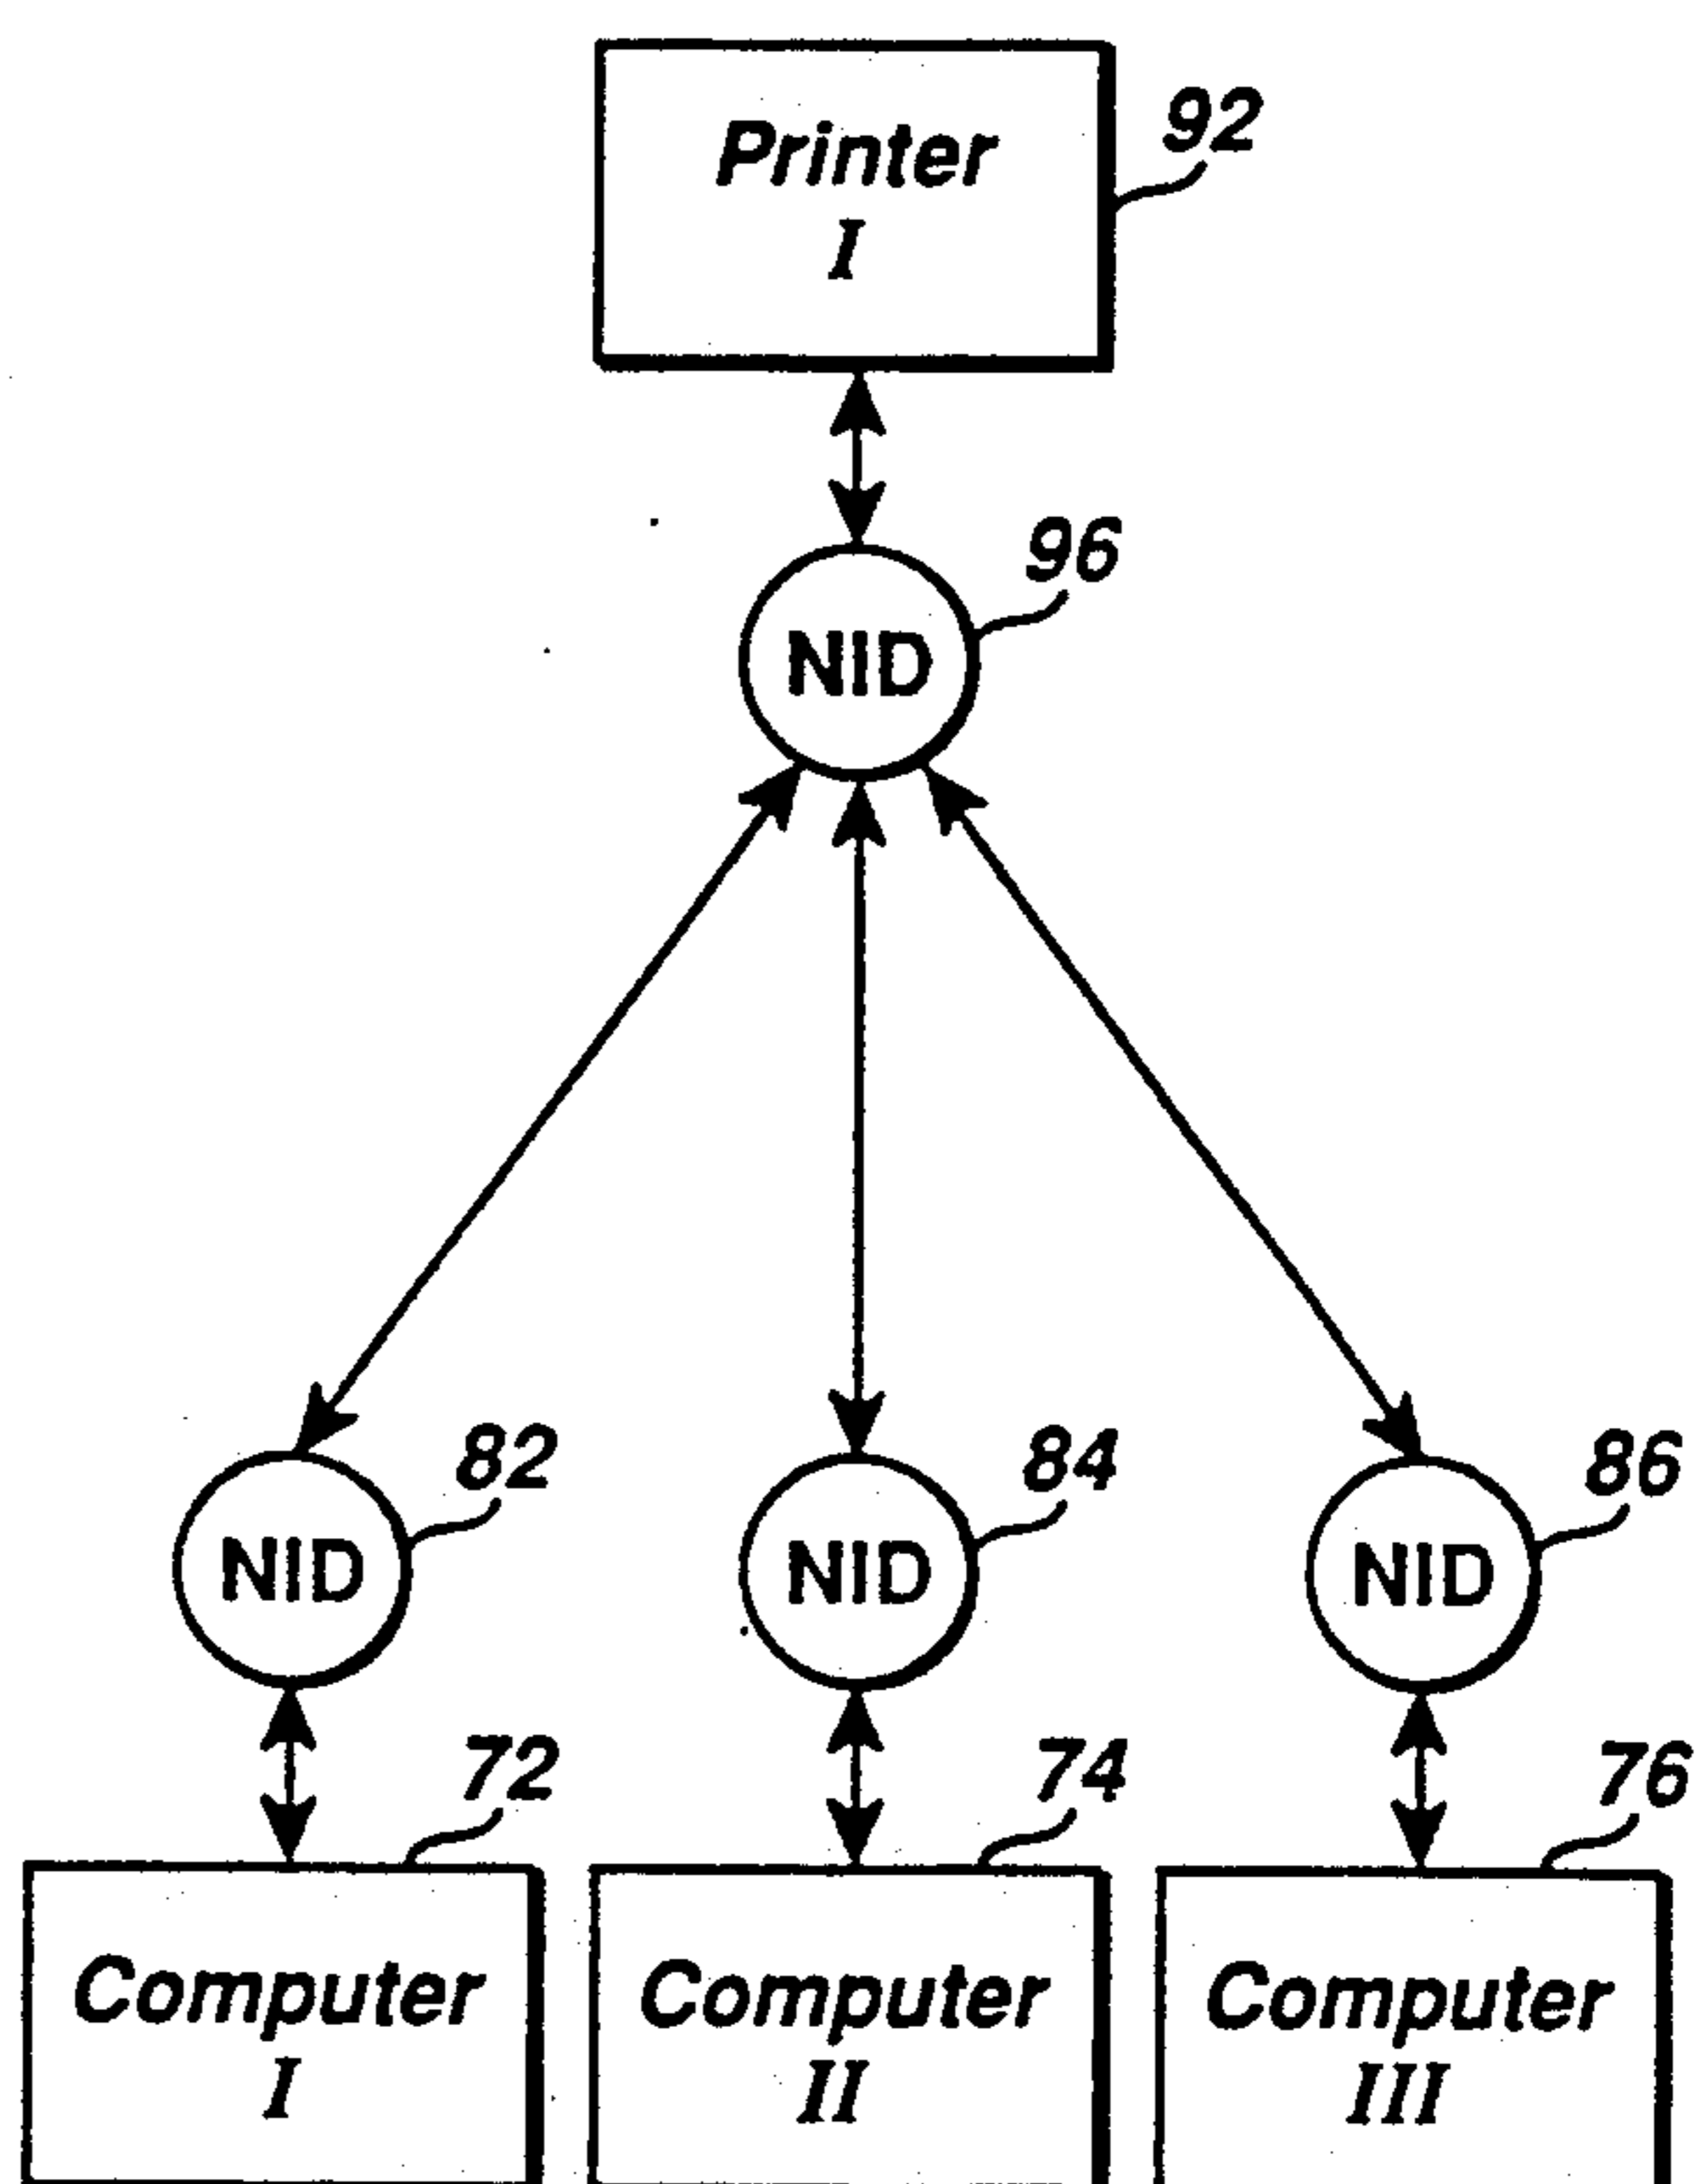 Printer
I
92
96
NID
82
84
86
NID
NID
NID
72
74
76
Computer
I
Computer
II
Computer
III